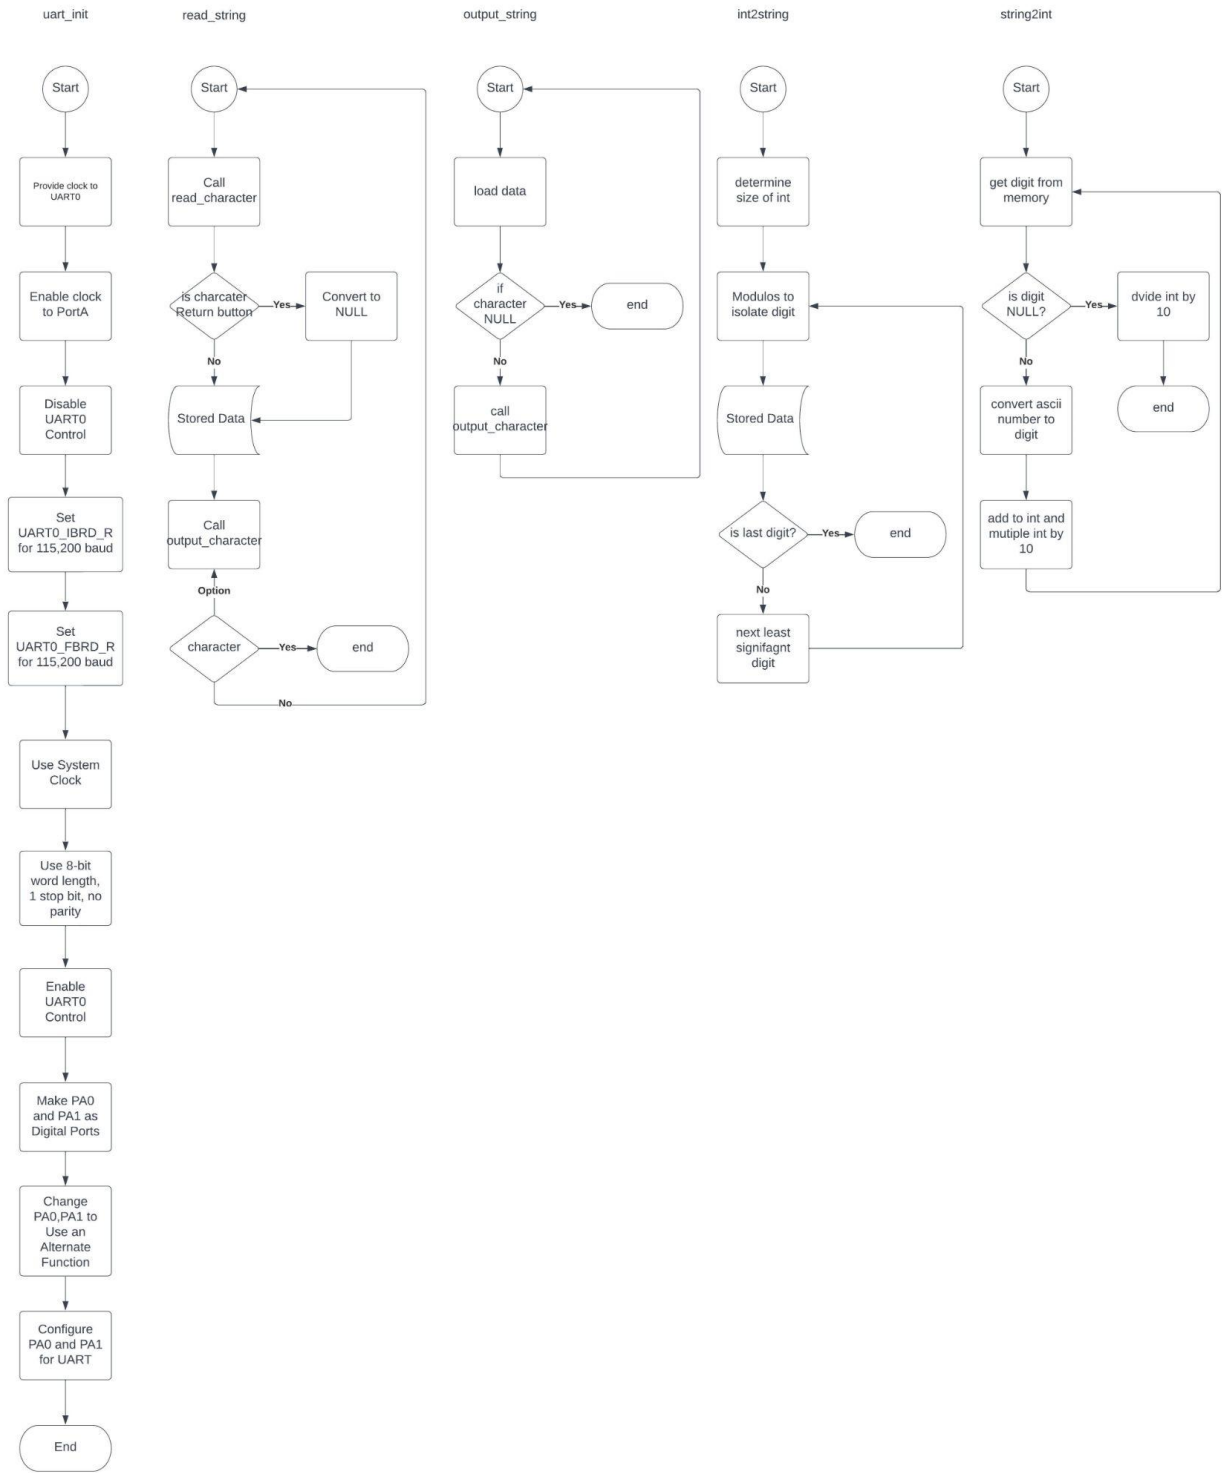 uart_init
Start
Provide clock to
UART0
Enable clock
to PortA
Disable
UART0
Control
Set
UART0_IBRD_R
for 115,200 baud
Set
UART0_FBRD_R
for 115,200 baud
Use System
Clock
Use 8-bit
word length,
1 stop bit, no
parity
Enable
UART0
Control
Make PA0
and PA1 as
Digital Ports
Change
PA0,PA1 to
Use an
Alternate
Function
Configure
PA0 and PA1
for UART
End
read_string
Start
Call
read_character
is charcater
Return button
Yes
Convert to
NULL
No
Stored Data
Call
output_character
Option
character
Yes
end
No
output_string
Start
load data
if
character
NULL
Yes
end
No
call
output_character
int2string
Start
determine
size of int
Modulos to
isolate digit
Stored Data
is last digit?
Yes
end
No
next least
signifagnt
digit
string2int
Start
get digit from
memory
is digit
NULL?
Yes
dvide int by
10
end
No
convert ascii
number to
digit
add to int and
mutiple int by
10